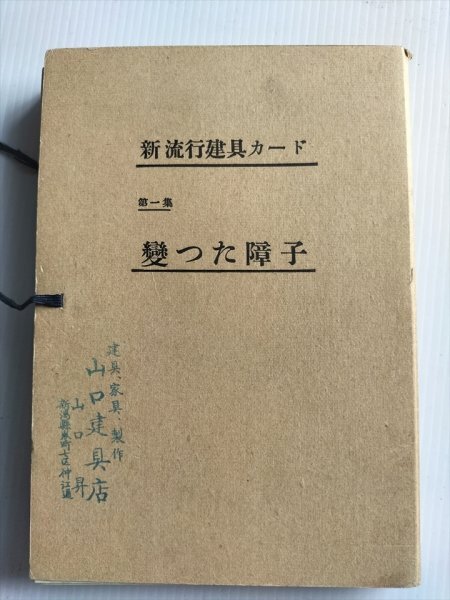 新流行建具カード
第一集
變つた障子
建具、家具、製作
山口建具店
山口昇